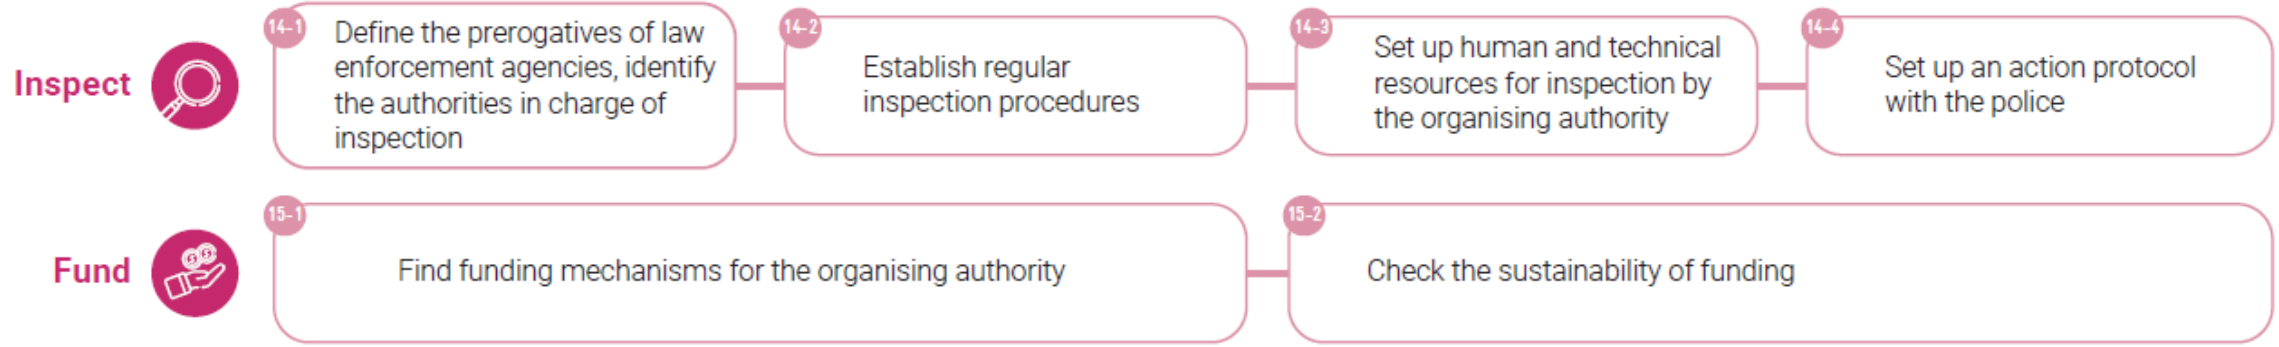 Inspect
14-1
Define the prerogatives of law
enforcement agencies, identify
the authorities in charge of
inspection
14-2
Establish regular
inspection procedures
14-3
Set up human and technical
resources for inspection by
the organising authority
14-4
Set up an action protocol
with the police
Fund
15-1
Find funding mechanisms for the organising authority
15-2
Check the sustainability of funding